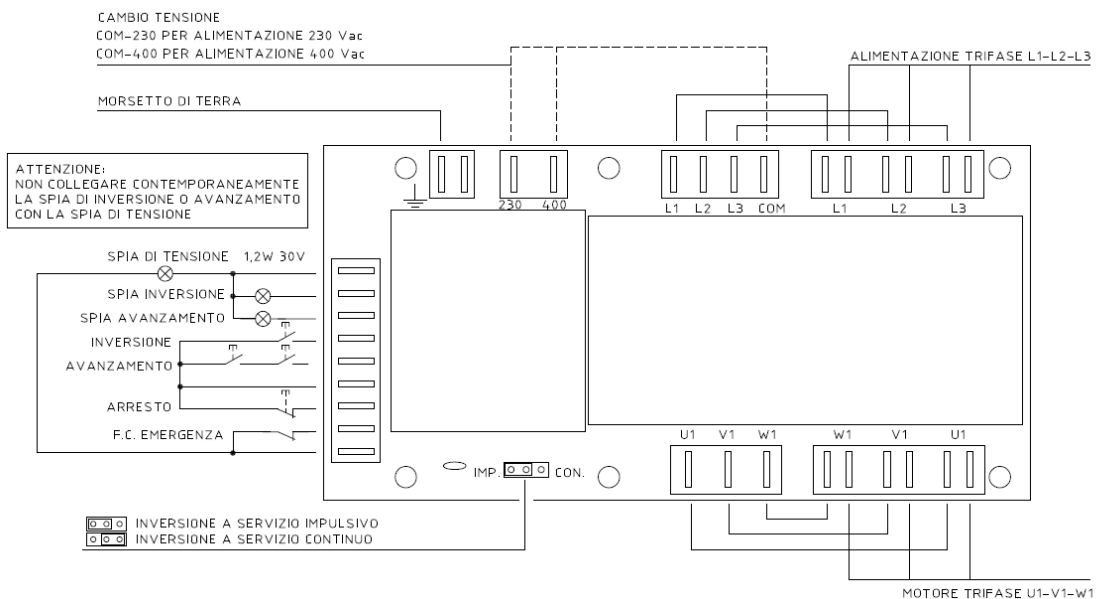 CAMBIO TENSIONE
COM-230 PER ALIMENTAZIONE 230 Vac
COM-400 PER ALIMENTAZIONE 400 Vac
ALIMENTAZIONE TRIFASE L1-L2-L3
MORSETTO DI TERRA
ATTENZIONE:
NON COLLEGARE CONTEMPORANEAMENTE
LA SPIA DI INVERSIONE O AVANZAMENTO
CON LA SPIA DI TENSIONE
230 400
L1 L2 L3 COM
L1 L2 L3
SPIA DI TENSIONE 1,2W 30V
SPIA INVERSIONE
SPIA AVANZAMENTO
INVERSIONE
AVANZAMENTO
ARRESTO
F.C. EMERGENZA
U1 V1 W1
W1 V1 U1
IMP. CON.
INVERSIONE A SERVIZIO IMPULSIVO
INVERSIONE A SERVIZIO CONTINUO
MOTORE TRIFASE U1-V1-W1